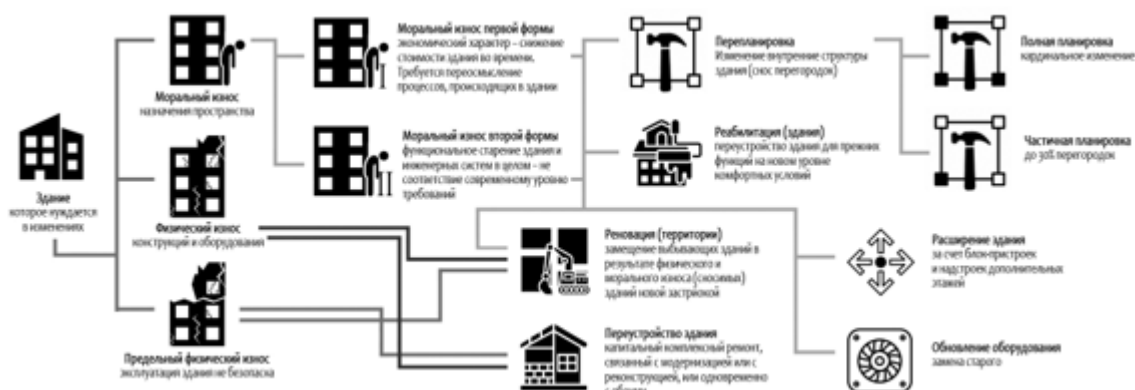 Здание
которое нуждается
в изменениях
Моральный износ
назначения пространства
Физический износ
конструкций и оборудования
Предельный физический износ
эксплуатация здания не безопасна
Моральный износ первой формы
экономический характер – снижение
стоимости здания во времени.
Требуется переосмысление
процессов, происходящих в здании
Моральный износ второй формы
функциональное старение здания и
инженерных систем в целом – не
соответствие современному уровню
требований
Перепланировка
Изменение внутренние структуры
здания (снос перегородок)
Реабилитация (здания)
переустройство здания для прежних
функций на новом уровне
комфортных условий
Реновация (территории)
замещение выбывающих зданий в
результате физического и
морального износа (сносимых)
зданий новой застройкой
Переустройство здания
капитальный комплексный ремонт,
связанный с модернизацией или с
реконструкцией, или одновременно
Полная планировка
кардинальное изменение
Частичная планировка
до 30% перегородок
Расширение здания
за счет блок-пристроек
и надстроек дополнительных
этажей
Обновление оборудования
замена старого